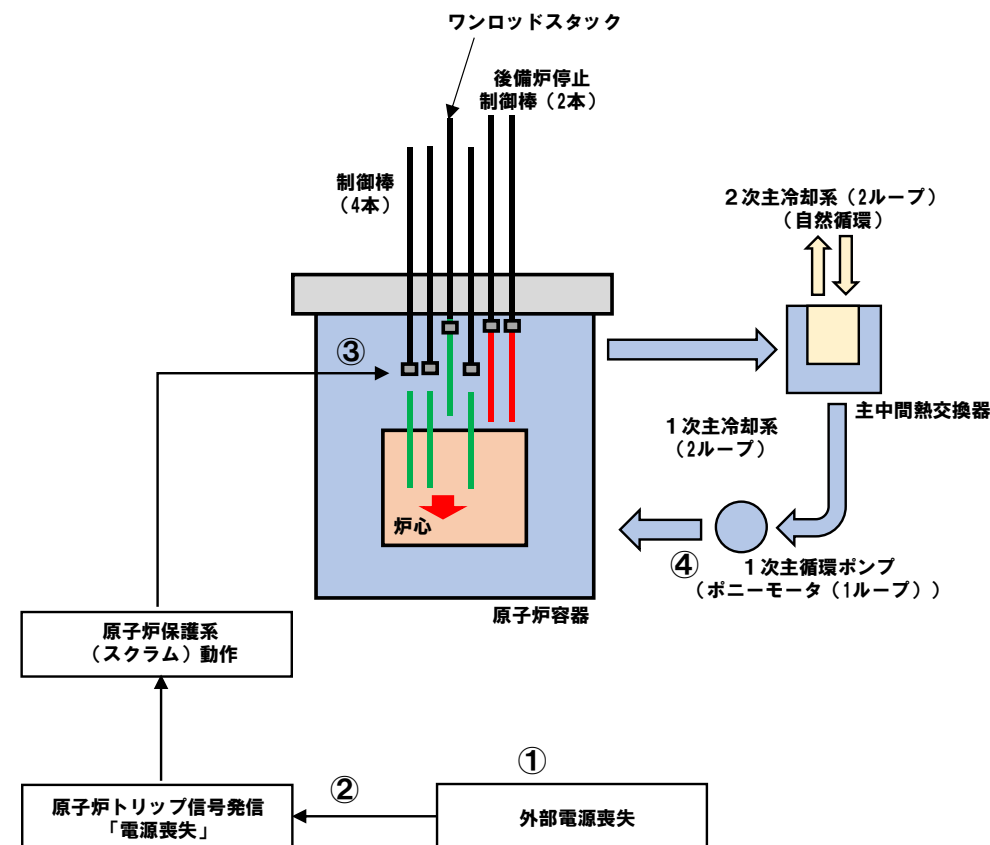 ワンロッドスタック
後備炉停止
制御棒（2本）
制御棒
（4本）
２次主冷却系（2ループ）
（自然循環）
③
主中間熱交換器
１次主冷却系
（2ループ）
炉心
④
１次主循環ポンプ
（ポニーモータ（1ループ））
原子炉容器
原子炉保護系
（スクラム）動作
①
②
原子炉トリップ信号発信
「電源喪失」
外部電源喪失